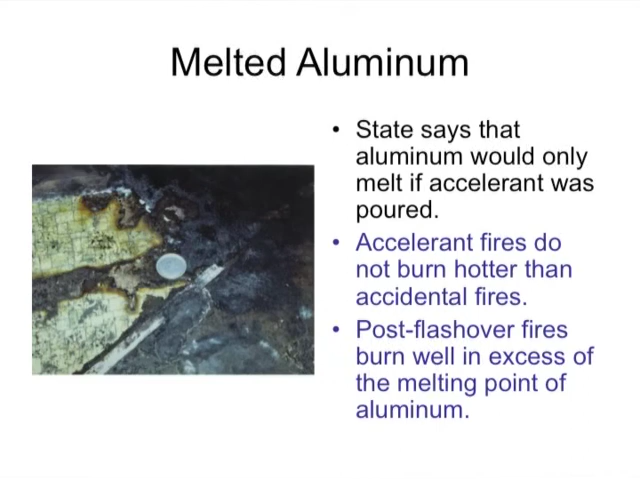 Melted Aluminum
• State says that
aluminum would only
melt if accelerant was
poured.
• Accelerant fires do
not burn hotter than
accidental fires.
• Post-flashover fires
burn well in excess of
the melting point of
aluminum.